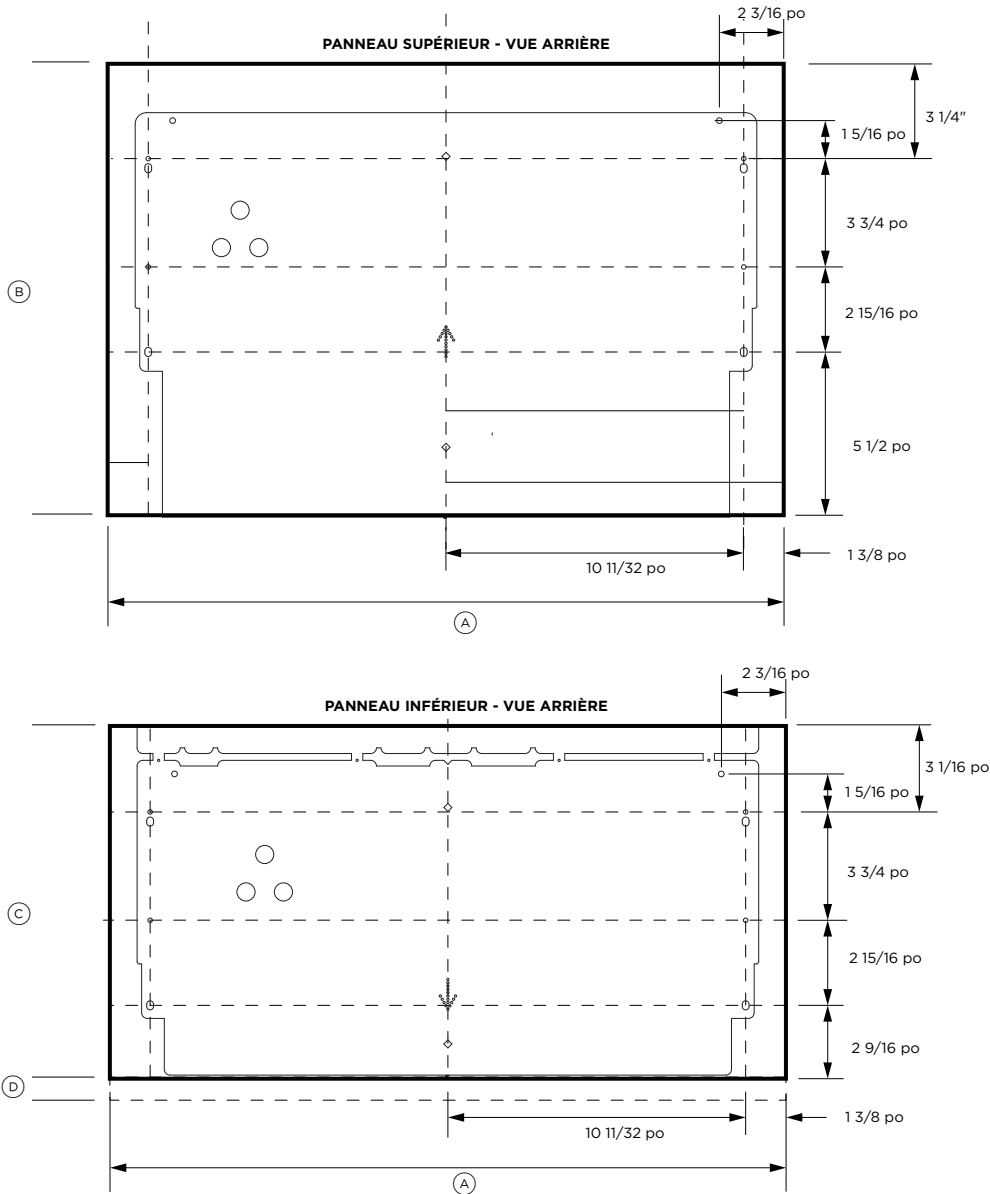 2 3/16 po
PANNEAU SUPÉRIEUR - VUE ARRIÈRE
3 1/4"
1 5/16 po
3 3/4 po
B
2 15/16 po
5 1/2 po
1 3/8 po
10 11/32 po
A
2 3/16 po
PANNEAU INFÉRIEUR - VUE ARRIÈRE
3 1/16 po
1 5/16 po
3 3/4 po
C
2 15/16 po
2 9/16 po
D
1 3/8 po
10 11/32 po
A